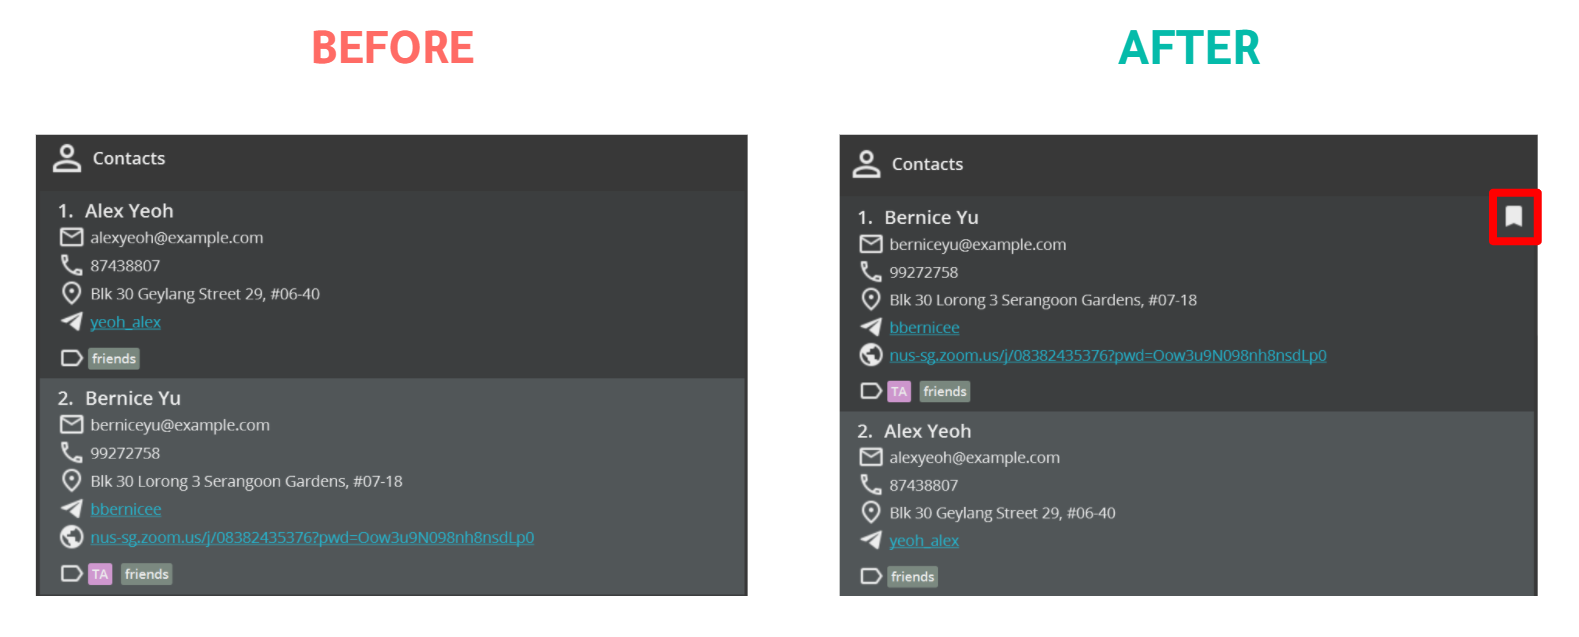 BEFORE
AFTER
Contacts
1. Alex Yeoh
alexyeoh@example.com
87438807
Blk 30 Geylang Street 29, #06-40
yeoh_alex
friends
2. Bernice Yu
berniceyu@example.com
99272758
Blk 30 Lorong 3 Serangoon Gardens, #07-18
bbernicee
nus-sg.zoom.us/j/08382435376?pwd=Oow3u9N098nh8nsdLp0
TA friends
Contacts
1. Bernice Yu
berniceyu@example.com
99272758
Blk 30 Lorong 3 Serangoon Gardens, #07-18
bbernicee
nus-sg.zoom.us/j/08382435376?pwd=Oow3u9N098nh8nsdLp0
TA friends
2. Alex Yeoh
alexyeoh@example.com
87438807
Blk 30 Geylang Street 29, #06-40
yeoh_alex
friends